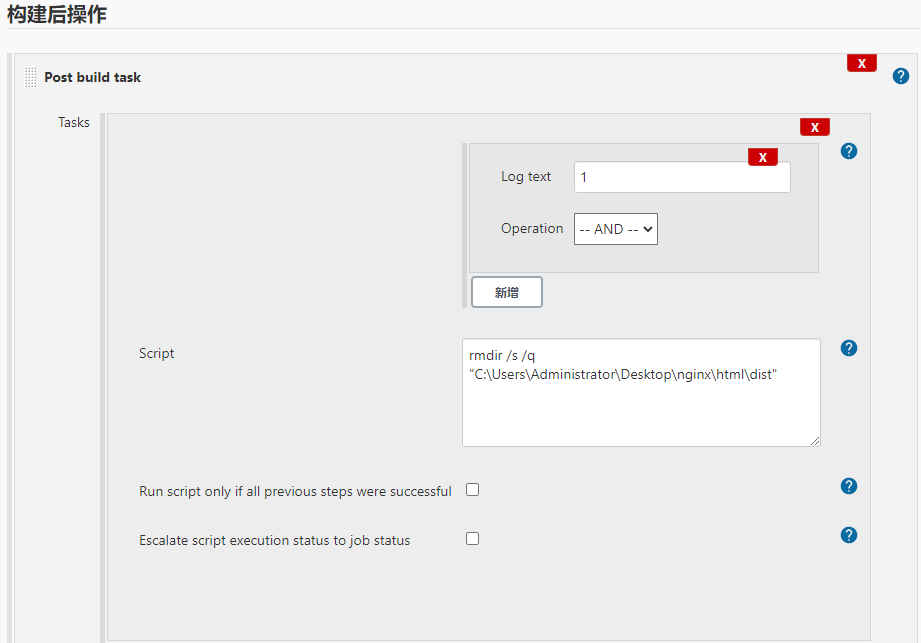 构建后操作
X
?
Post build task
Tasks
X
?
X
Log text
1
Operation
-- AND --
新增
Script
rmdir /s /q
"C:\Users\Administrator\Desktop\nginx\html\dist"
?
Run script only if all previous steps were successful
?
Escalate script execution status to job status
?